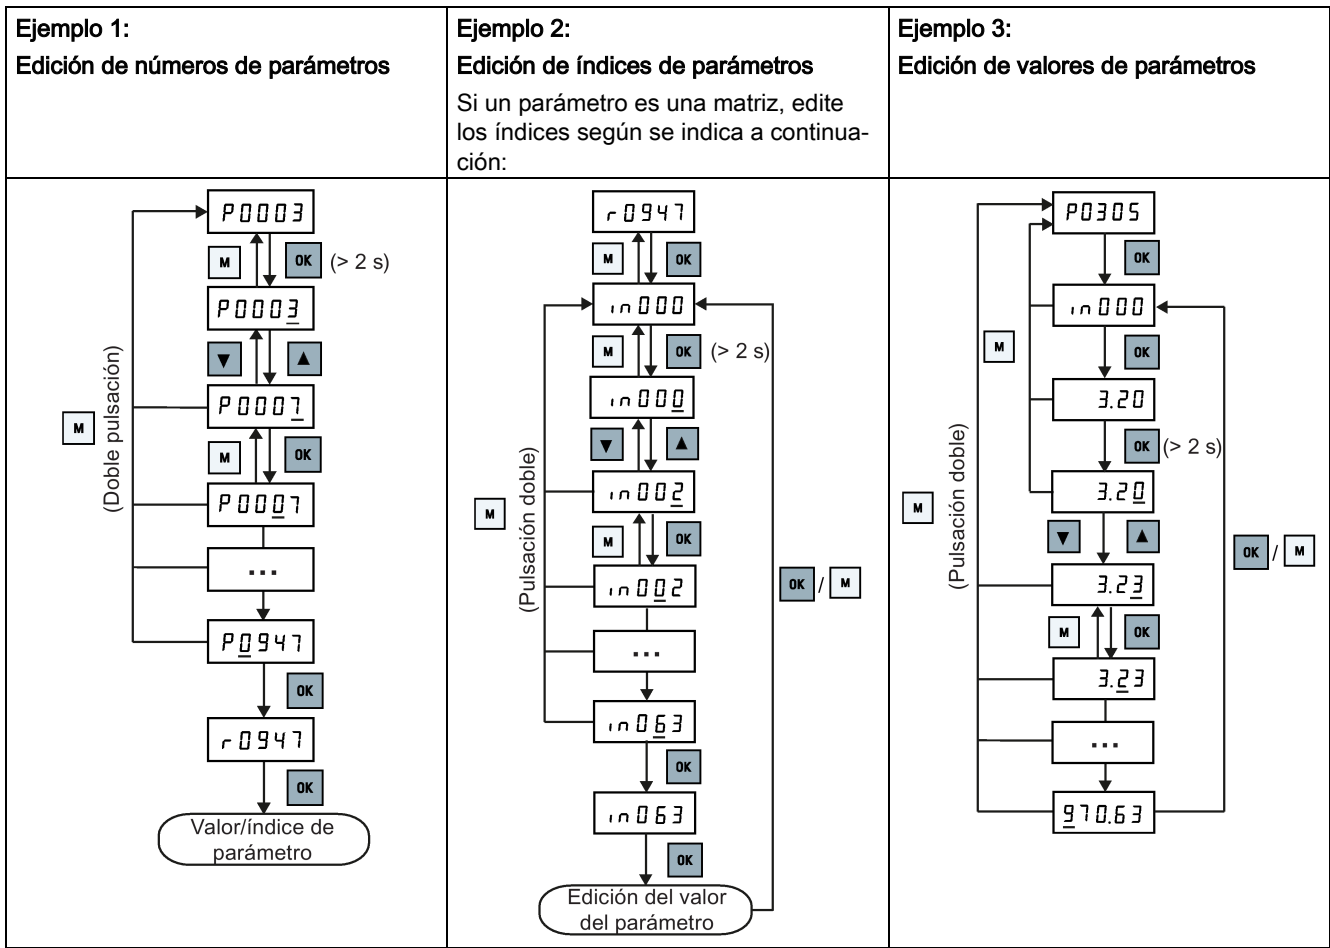 Ejemplo 1:
Edición de números de parámetros
Ejemplo 2:
Edición de índices de parámetros
Si un parámetro es una matriz, edite
los índices según se indica a continua-
ción:
Ejemplo 3:
Edición de valores de parámetros
P0003
M
OK
(> 2 s)
P0003
▼
▲
P0007
M
(Doble pulsación)
M
OK
P0007
...
P0947
OK
r0947
OK
Valor/índice de
parámetro
r0947
M
OK
in000
M
OK
(> 2 s)
in000
▼
▲
in002
M
(Pulsación doble)
M
OK
in002
OK / M
...
in063
OK
in063
OK
Edición del valor
del parámetro
P0305
OK
in000
M
OK
3.20
OK
(> 2 s)
3.20
M
(Pulsación doble)
▼
▲
OK / M
3.23
M
OK
3.23
...
970.63